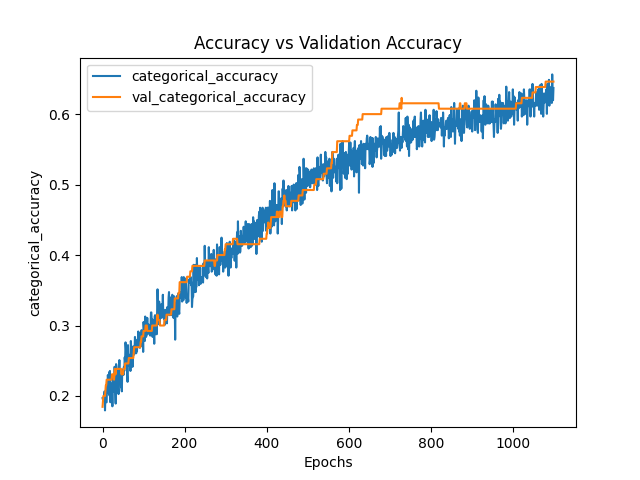 Accuracy vs Validation Accuracy
categorical_accuracy
val_categorical_accuracy
categorical_accuracy
0.6
0.5
0.4
0.3
0.2
0 200 400 600 800 1000
Epochs